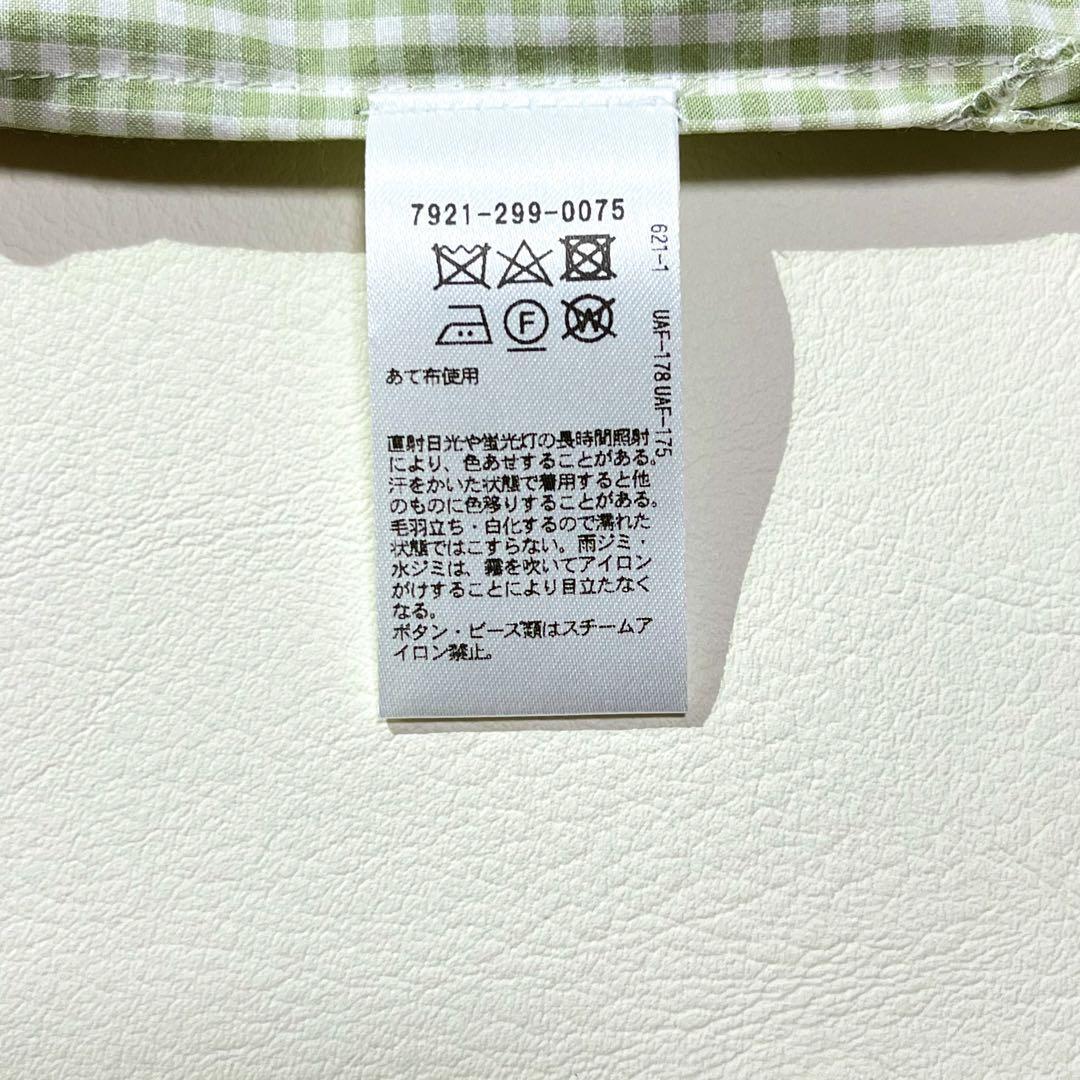 7921-299-0075
F
W
あて布使用
直射日光や蛍光灯の長時間照射
により、色あせすることがある。
汗をかいた状態で着用すると他
のものに色移りすることがある。
毛羽立ち・白化するので濡れた
状態ではこすらない。雨ジミ・
水ジミは、霧を吹いてアイロン
がけすることにより目立たなく
なる。
ボタン・ビーズ類はスチームア
イロン禁止。
621-1 UAF-178 UAF-175